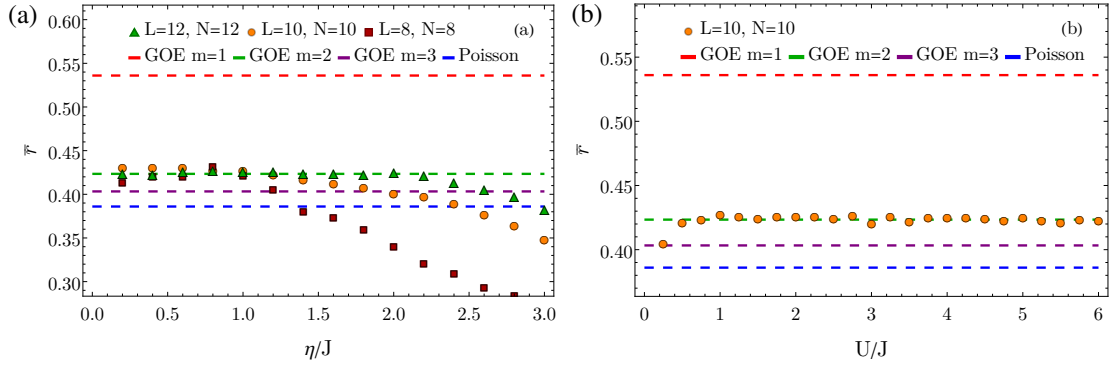 (a)
L=12, N=12 L=10, N=10 L=8, N=8 (a)
GOE m=1 GOE m=2 GOE m=3 Poisson
0.60
0.55
0.50
0.45
0.40
0.35
0.30
r̅
0.0 0.5 1.0 1.5 2.0 2.5 3.0
η/J
(b)
L=10, N=10 (b)
GOE m=1 GOE m=2 GOE m=3 Poisson
0.55
0.50
0.45
0.40
r̅
0 1 2 3 4 5 6
U/J